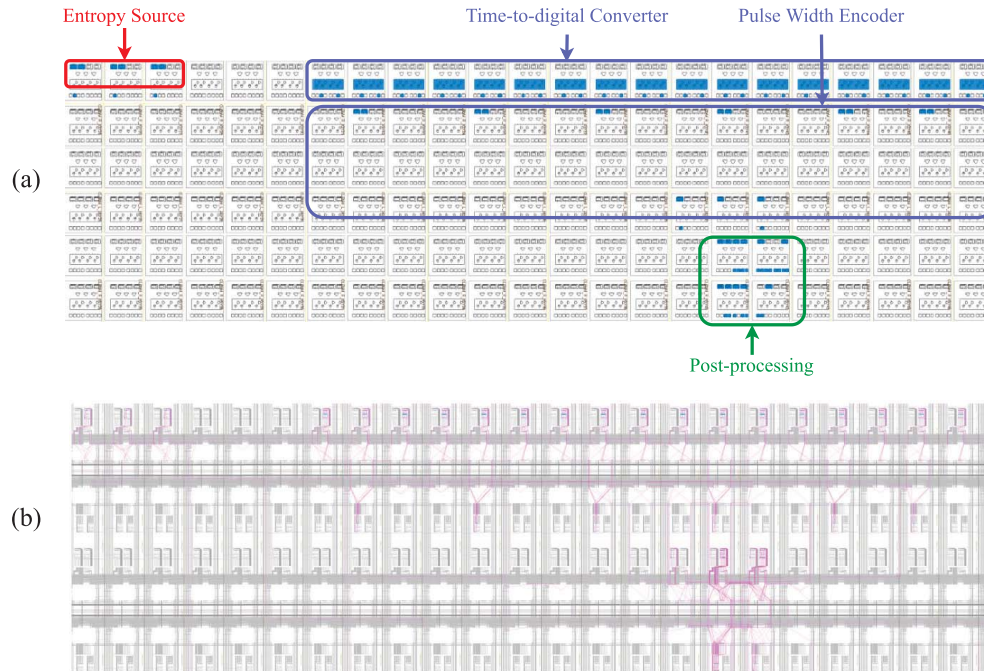 Entropy Source
Time-to-digital Converter
Pulse Width Encoder
(a)
Post-processing
(b)